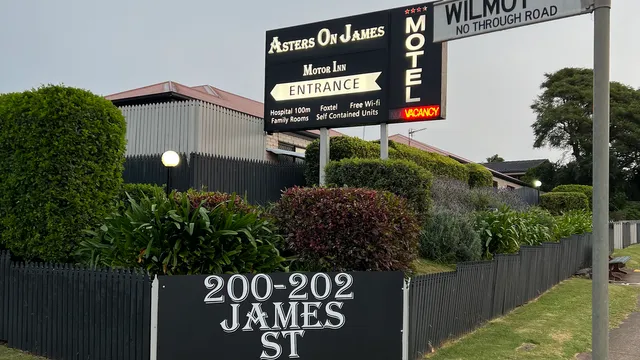 WILMOT
NO THROUGH ROAD
ASTERS ON JAMES
MOTEL
MOTOR INN
ENTRANCE
Hospital 100m Foxtel Free Wi-fi
Family Rooms Self Contained Units
VACANCY
200-202
JAMES
ST